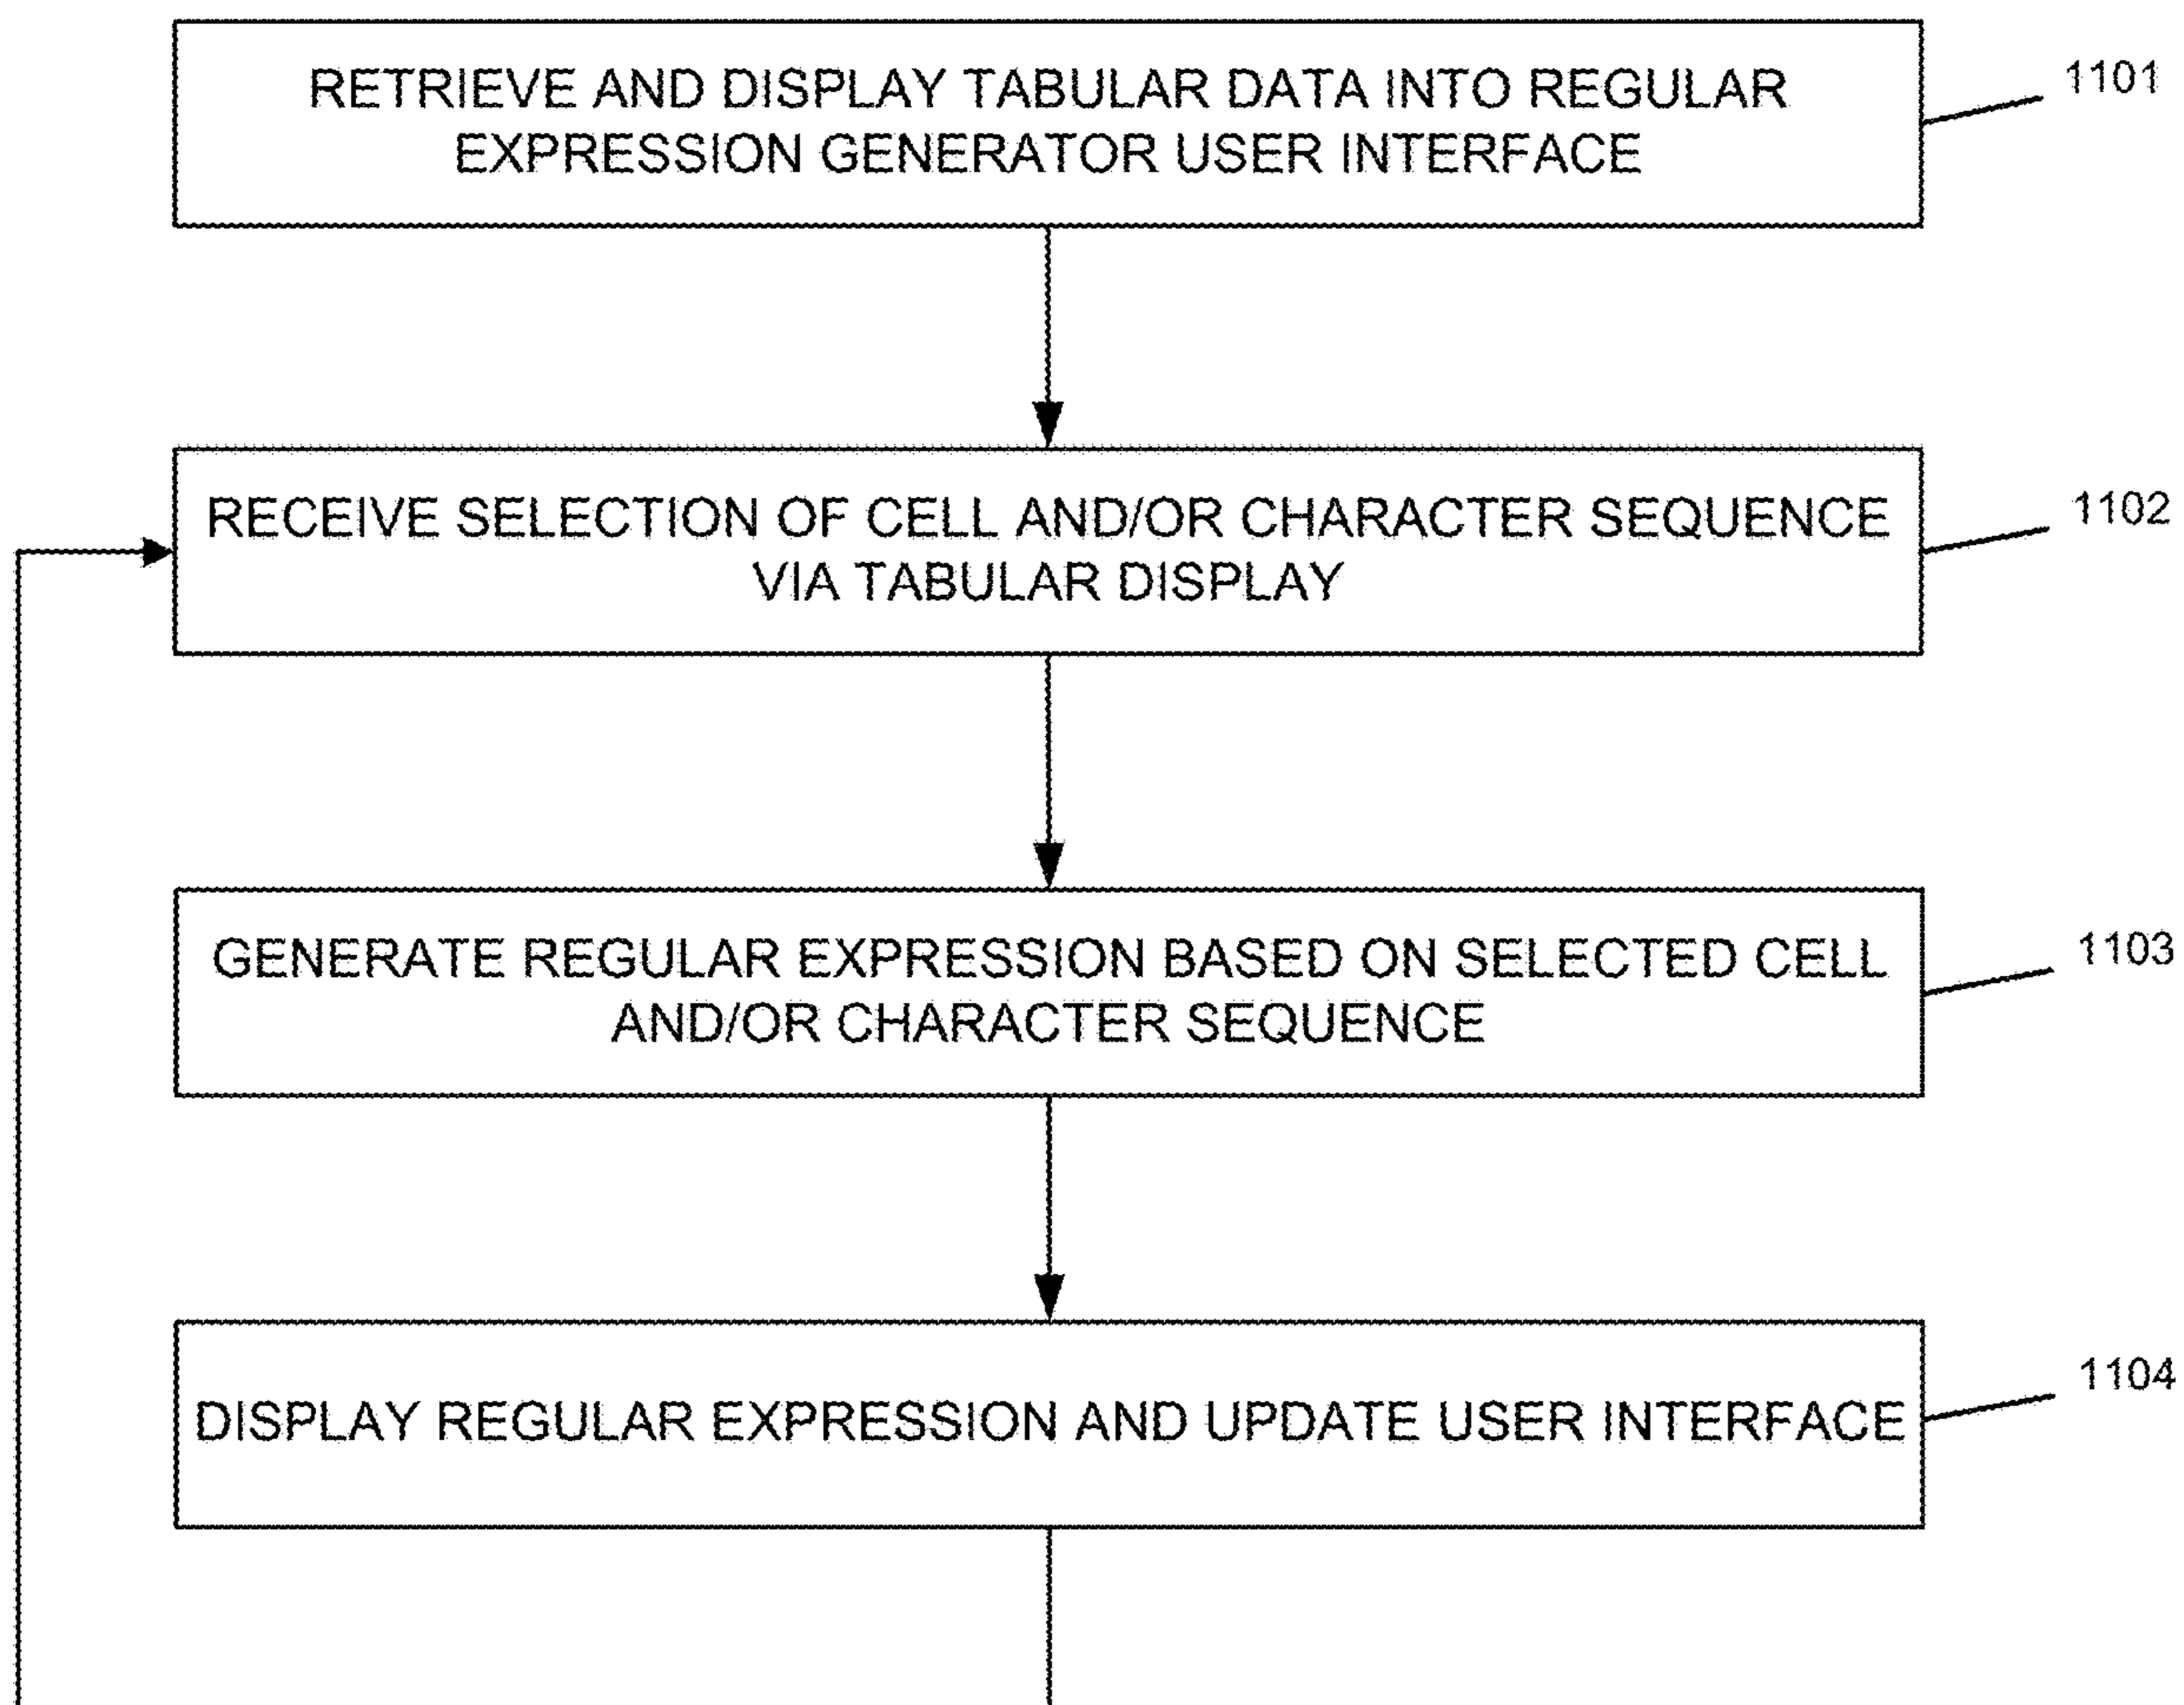 RETRIEVE AND DISPLAY TABULAR DATA INTO REGULAR
EXPRESSION GENERATOR USER INTERFACE
1101
RECEIVE SELECTION OF CELL AND/OR CHARACTER SEQUENCE
VIA TABULAR DISPLAY
1102
GENERATE REGULAR EXPRESSION BASED ON SELECTED CELL
AND/OR CHARACTER SEQUENCE
1103
DISPLAY REGULAR EXPRESSION AND UPDATE USER INTERFACE
1104